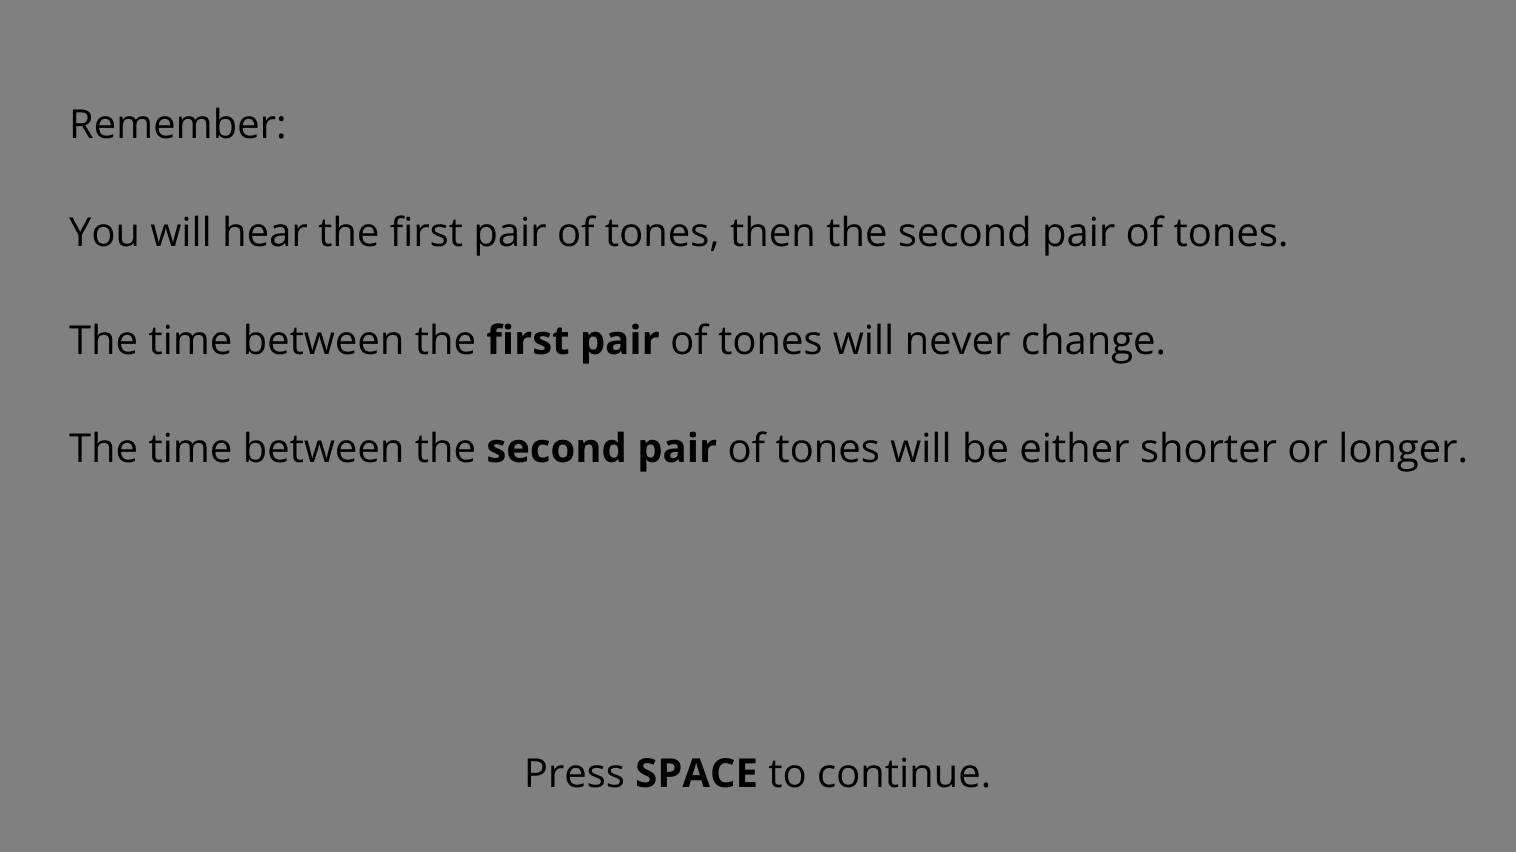 Remember:
You will hear the first pair of tones, then the second pair of tones.
The time between the first pair of tones will never change.
The time between the second pair of tones will be either shorter or longer.
Press SPACE to continue.